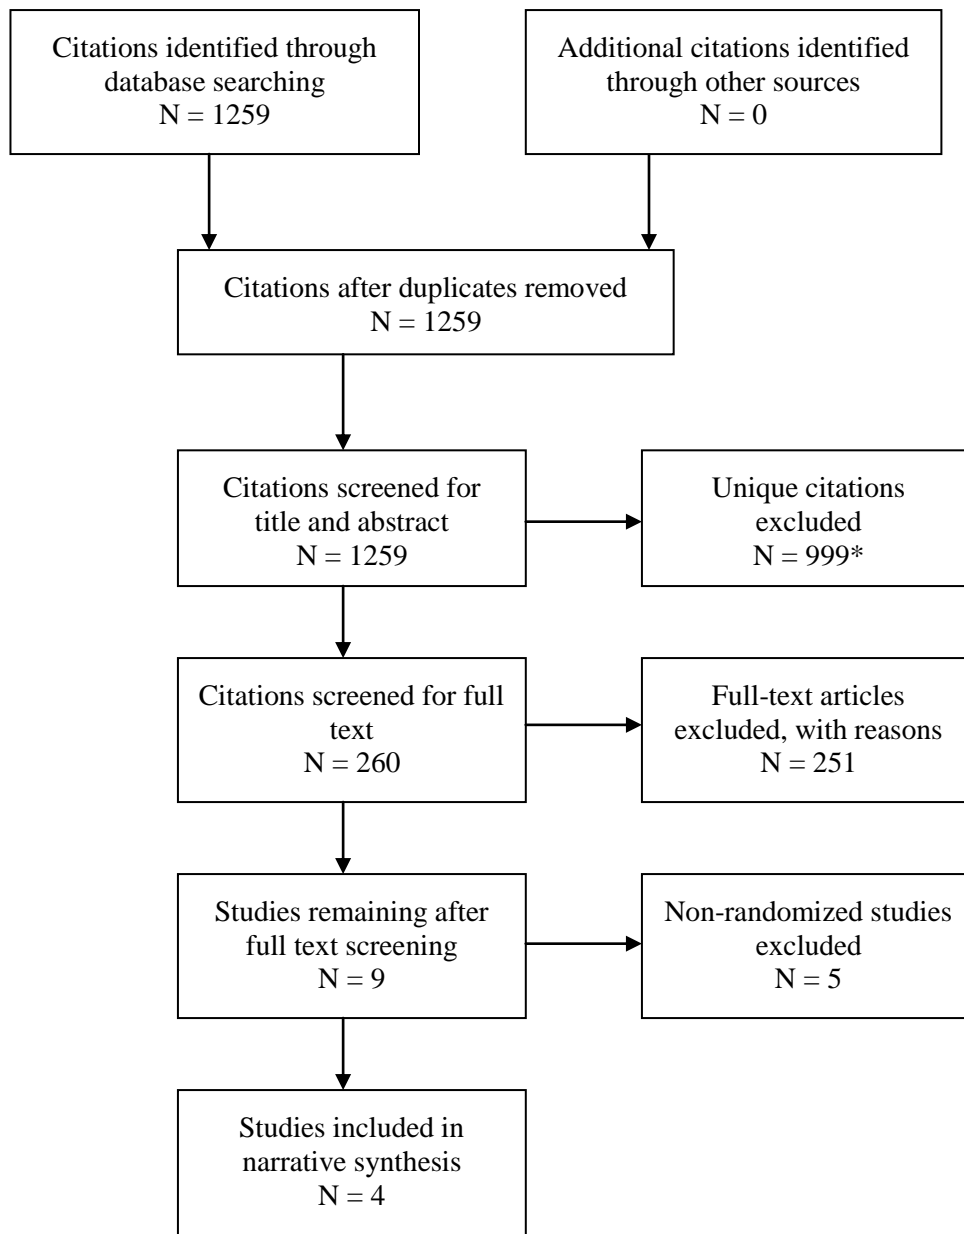 Citations identified through
database searching
N = 1259
Additional citations identified
through other sources
N = 0
Citations after duplicates removed
N = 1259
Citations screened for
title and abstract
N = 1259
Unique citations
excluded
N = 999*
Citations screened for full
text
N = 260
Full-text articles
excluded, with reasons
N = 251
Studies remaining after
full text screening
N = 9
Non-randomized studies
excluded
N = 5
Studies included in
narrative synthesis
N = 4